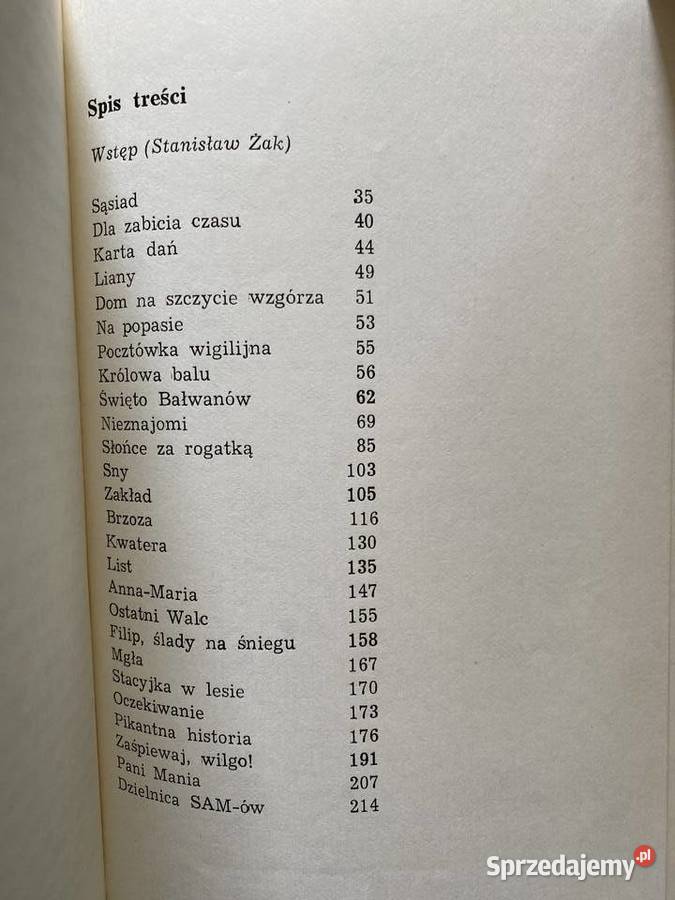 Spis treści
Wstęp (Stanisław Żak)
Sąsiad 35
Dla zabicia czasu 40
Karta dań 44
Liany 49
Dom na szczycie wzgórza 51
Na popasie 53
Pocztówka wigilijna 55
Królowa balu 56
Święto Bałwanów 62
Nieznajomi 69
Słońce za rogatką 85
Sny 103
Zakład 105
Brzoza 116
Kwatera 130
List 135
Anna-Maria 147
Ostatni Walc 155
Filip, ślady na śniegu 158
Mgła 167
Stacyjka w lesie 170
Oczekiwanie 173
Pikantna historia 176
Zaśpiewaj, wilgo! 191
Pani Mania 207
Dzielnica SAM-ów 214
Sprzedajemy.pl